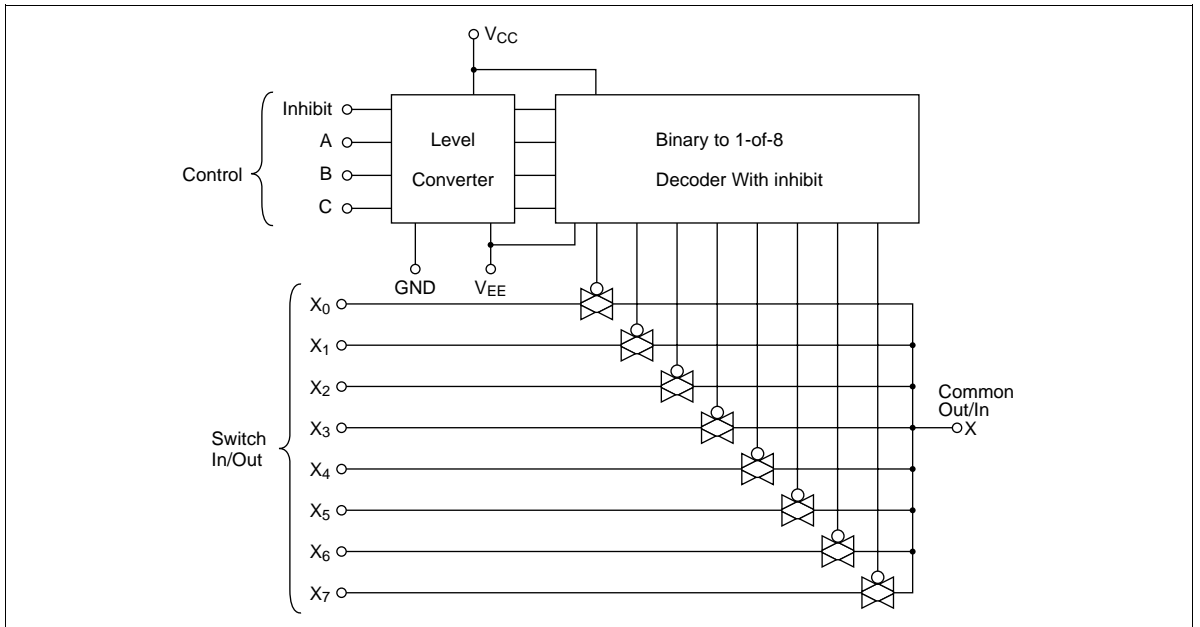 VCC
Inhibit
A
B
C
Control
Level
Converter
Binary to 1-of-8
Decoder With inhibit
GND
VEE
X0
X1
X2
X3
X4
X5
X6
X7
Switch
In/Out
Common
Out/In
X